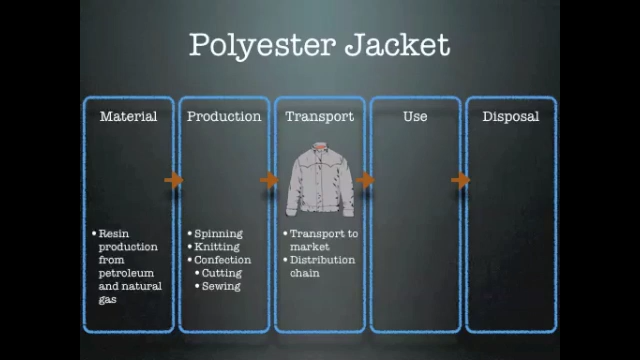 Polyester Jacket
Material
Production
Transport
Use
Disposal
• Resin
production
from
petroleum
and natural
gas
• Spinning
• Knitting
• Confection
• Cutting
• Sewing
• Transport to
market
• Distribution
chain